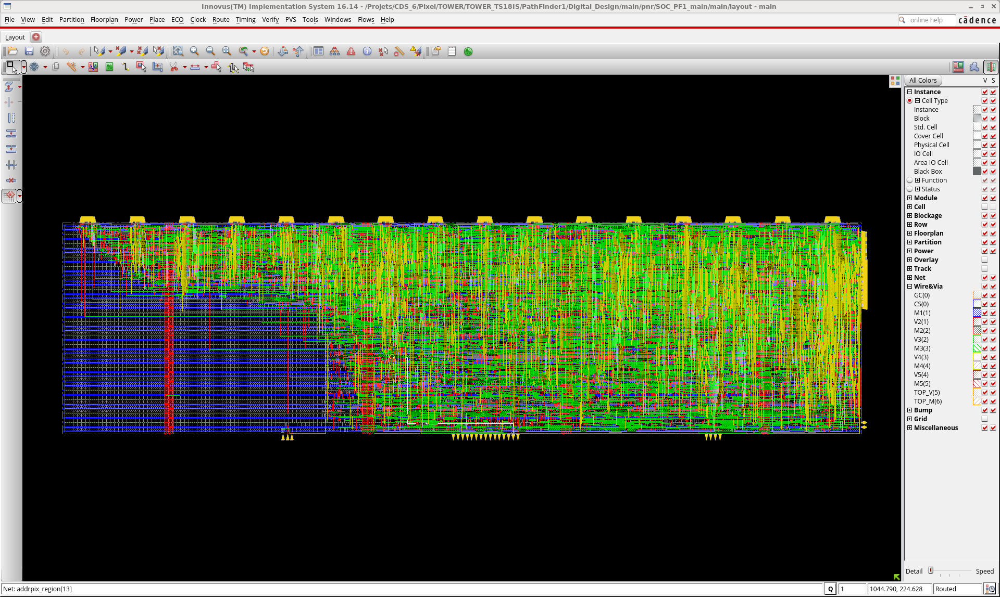 Innovus(TM) Implementation System 16.14 - /Projets/CDS_6/Pixel/TOWER/TOWER_TS18IS/PathFinder1/Digital_Design/main/pnr/SOC_PF1_main/main/layout - main
File View Edit Partition Floorplan Power Place ECO Clock Route Timing Verify PVS Tools Windows Flows Help
online help
cādence
Layout
All Colors V S
Instance
Cell Type
Instance
Block
Std. Cell
Cover Cell
Physical Cell
IO Cell
Area IO Cell
Black Box
Function
Status
Module
Cell
Blockage
Row
Floorplan
Partition
Power
Overlay
Track
Net
Wire&Via
GC(0)
CS(0)
M1(1)
V2(1)
M2(2)
V3(2)
M3(3)
V4(3)
M4(4)
V5(4)
M5(5)
TOP_V(5)
TOP_M(6)
Bump
Grid
Miscellaneous
Detail Speed
Net: addrpix_region[13]
Q 1 1044.790, 224.628 Routed